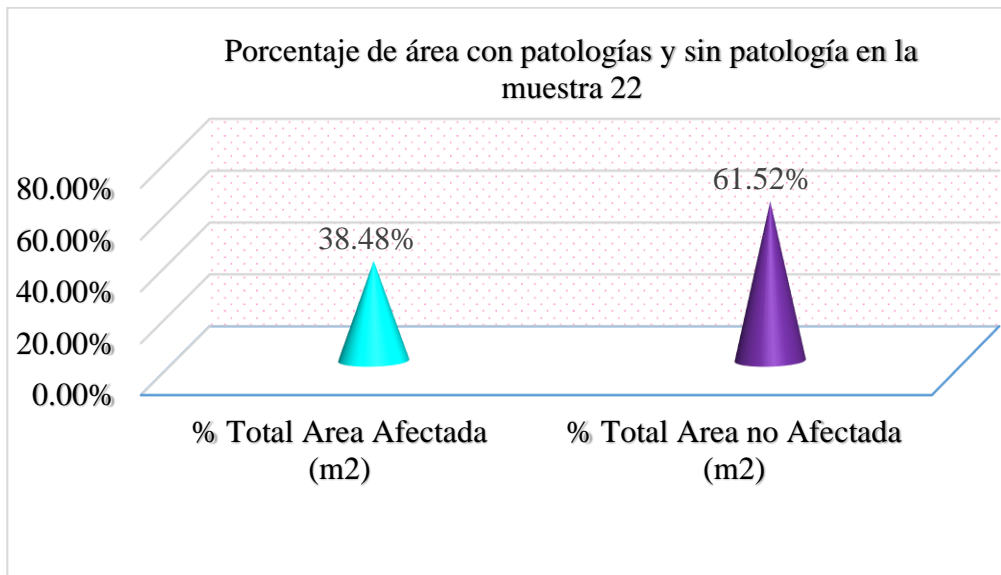 Porcentaje de área con patologías y sin patología en la
muestra 22
80.00%
60.00%
40.00%
20.00%
0.00%
38.48%
61.52%
% Total Area Afectada
(m2)
% Total Area no Afectada
(m2)